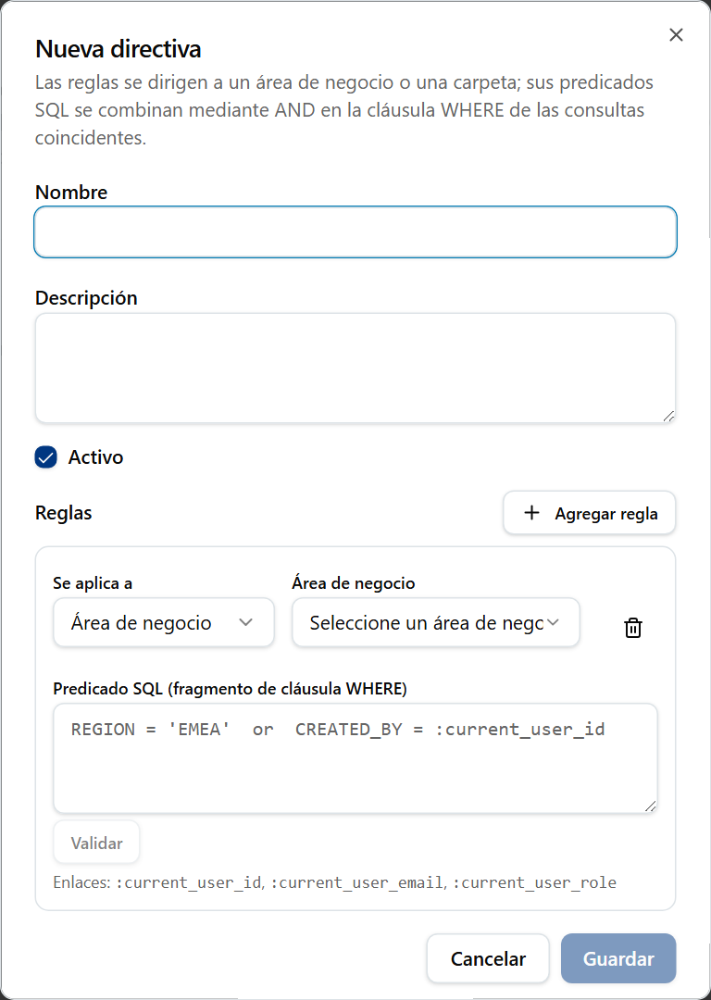 Nueva directiva
Las reglas se dirigen a un área de negocio o una carpeta; sus predicados
SQL se combinan mediante AND en la cláusula WHERE de las consultas
coincidentes.
Nombre
Descripción
Activo
Reglas
Agregar regla
Se aplica a
Área de negocio
Área de negocio
Seleccione un área de negoc
Predicado SQL (fragmento de cláusula WHERE)
REGION = 'EMEA'  or  CREATED_BY = :current_user_id
Validar
Enlaces: :current_user_id, :current_user_email, :current_user_role
Cancelar
Guardar